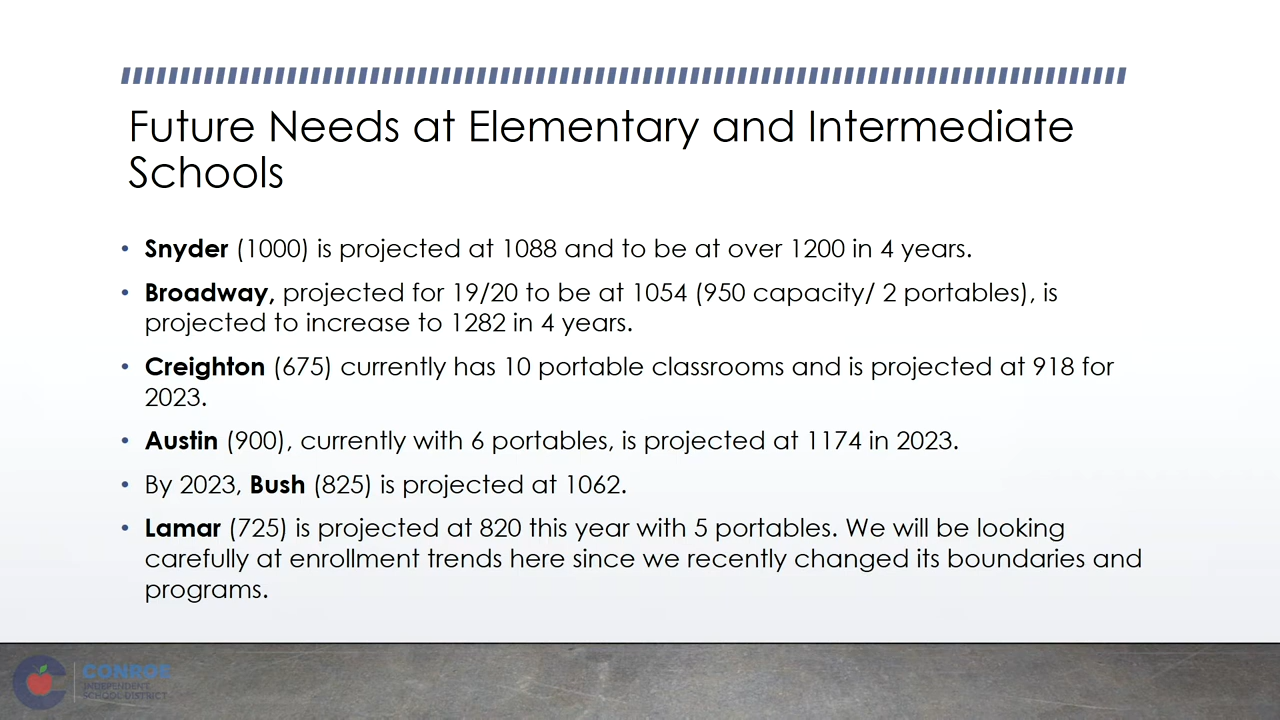 Future Needs at Elementary and Intermediate
Schools
• Snyder (1000) is projected at 1088 and to be at over 1200 in 4 years.
• Broadway, projected for 19/20 to be at 1054 (950 capacity/ 2 portables), is
projected to increase to 1282 in 4 years.
• Creighton (675) currently has 10 portable classrooms and is projected at 918 for
2023.
• Austin (900), currently with 6 portables, is projected at 1174 in 2023.
• By 2023, Bush (825) is projected at 1062.
• Lamar (725) is projected at 820 this year with 5 portables. We will be looking
carefully at enrollment trends here since we recently changed its boundaries and
programs.
CONROE
INDEPENDENT
SCHOOL DISTRICT